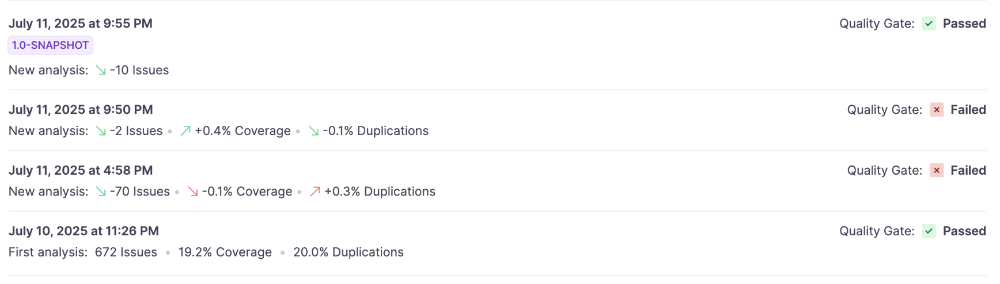 July 11, 2025 at 9:55 PM Quality Gate: Passed
1.0-SNAPSHOT
New analysis: -10 Issues
July 11, 2025 at 9:50 PM Quality Gate: Failed
New analysis: -2 Issues • +0.4% Coverage • -0.1% Duplications
July 11, 2025 at 4:58 PM Quality Gate: Failed
New analysis: -70 Issues • -0.1% Coverage • +0.3% Duplications
July 10, 2025 at 11:26 PM Quality Gate: Passed
First analysis: 672 Issues • 19.2% Coverage • 20.0% Duplications